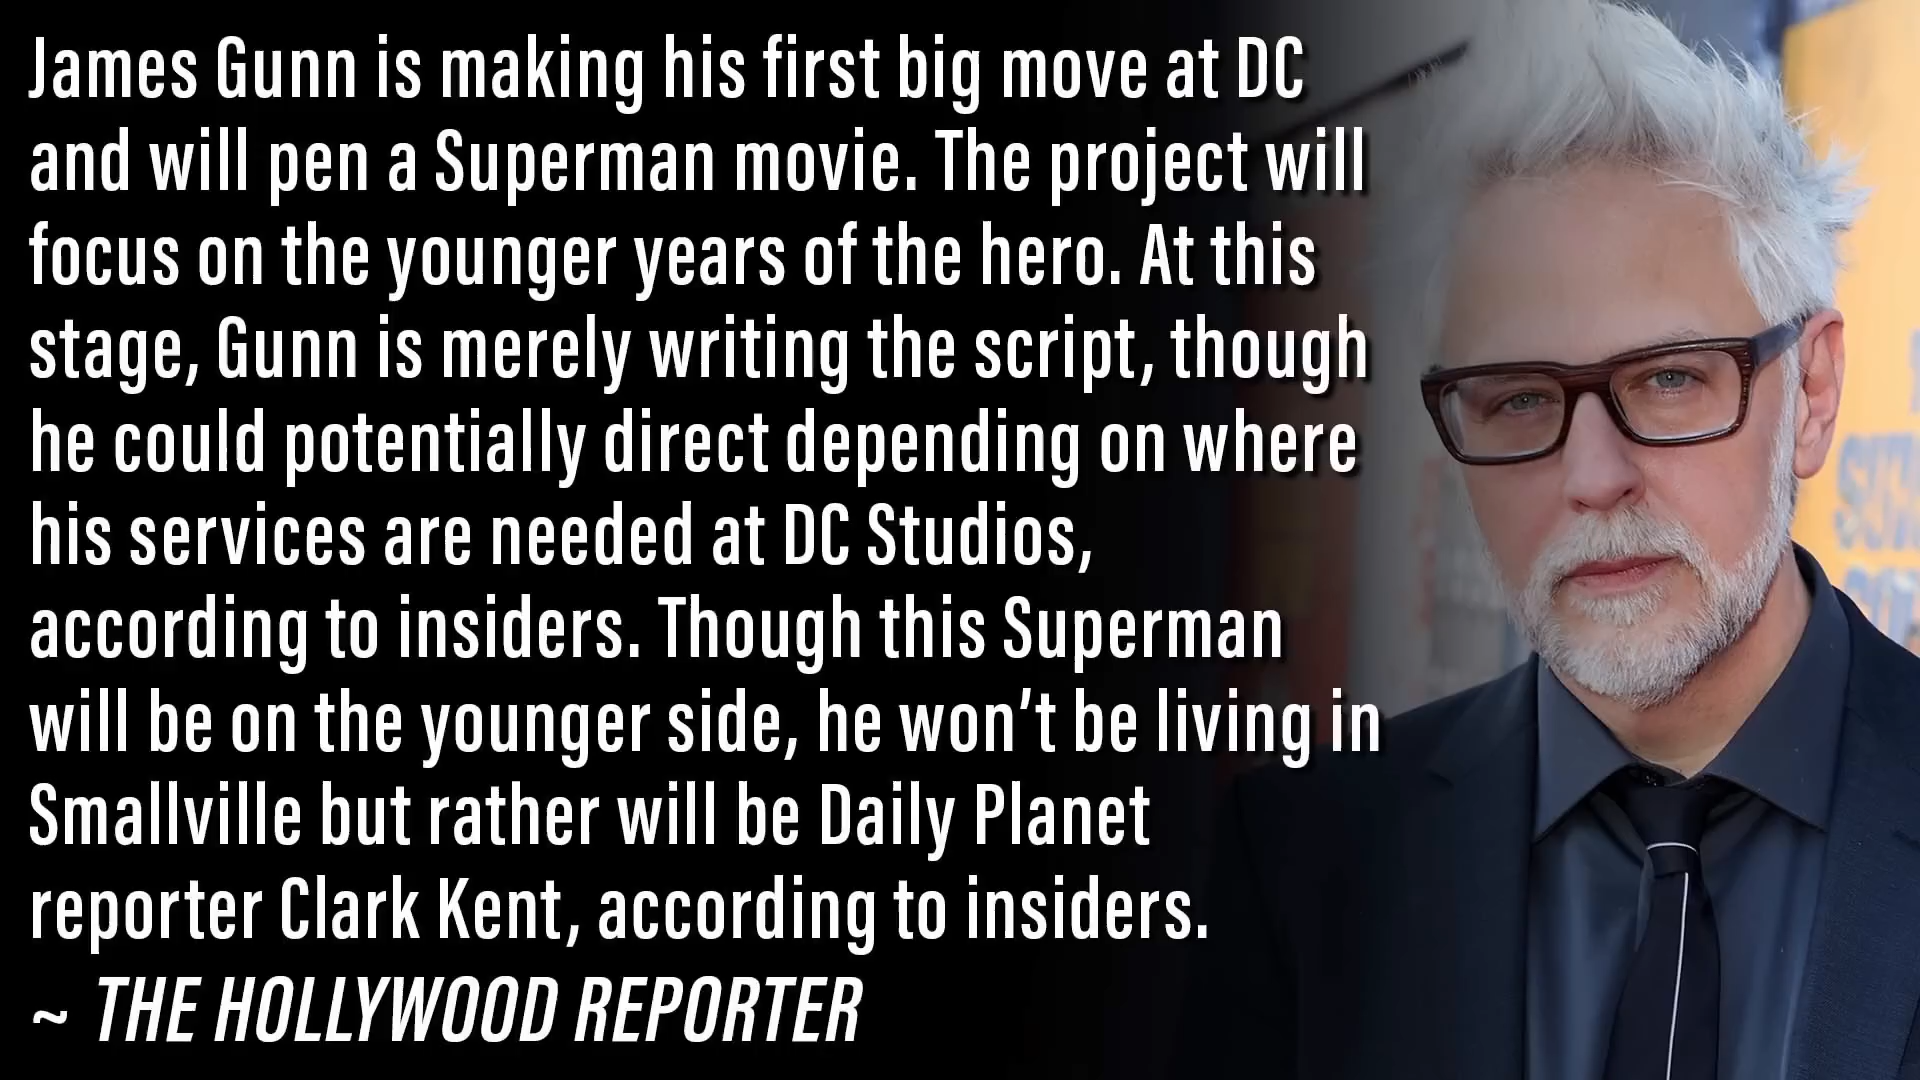 James Gunn is making his first big move at DC
and will pen a Superman movie. The project will
focus on the younger years of the hero. At this
stage, Gunn is merely writing the script, though
he could potentially direct depending on where
his services are needed at DC Studios,
according to insiders. Though this Superman
will be on the younger side, he won’t be living in
Smallville but rather will be Daily Planet
reporter Clark Kent, according to insiders.
~ THE HOLLYWOOD REPORTER